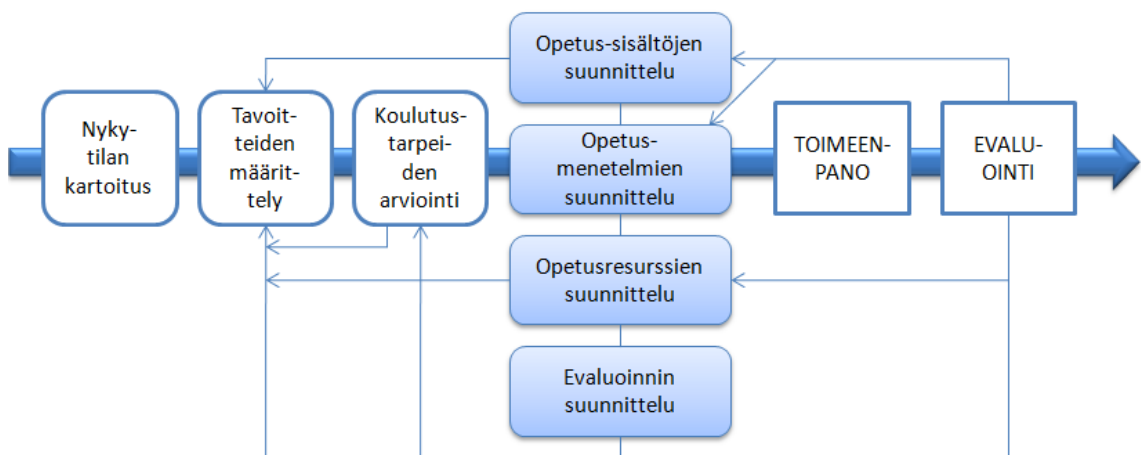 Nyky-
tilan
kartoitus
Tavoit-
teiden
määrit-
tely
Koulutus-
tarpei-
den
arviointi
Opetus-sisältöjen
suunnittelu
Opetus-
menetelmien
suunnittelu
Opetusresurssien
suunnittelu
Evaluoinnin
suunnittelu
TOIMEEN-
PANO
EVALU-
OINTI